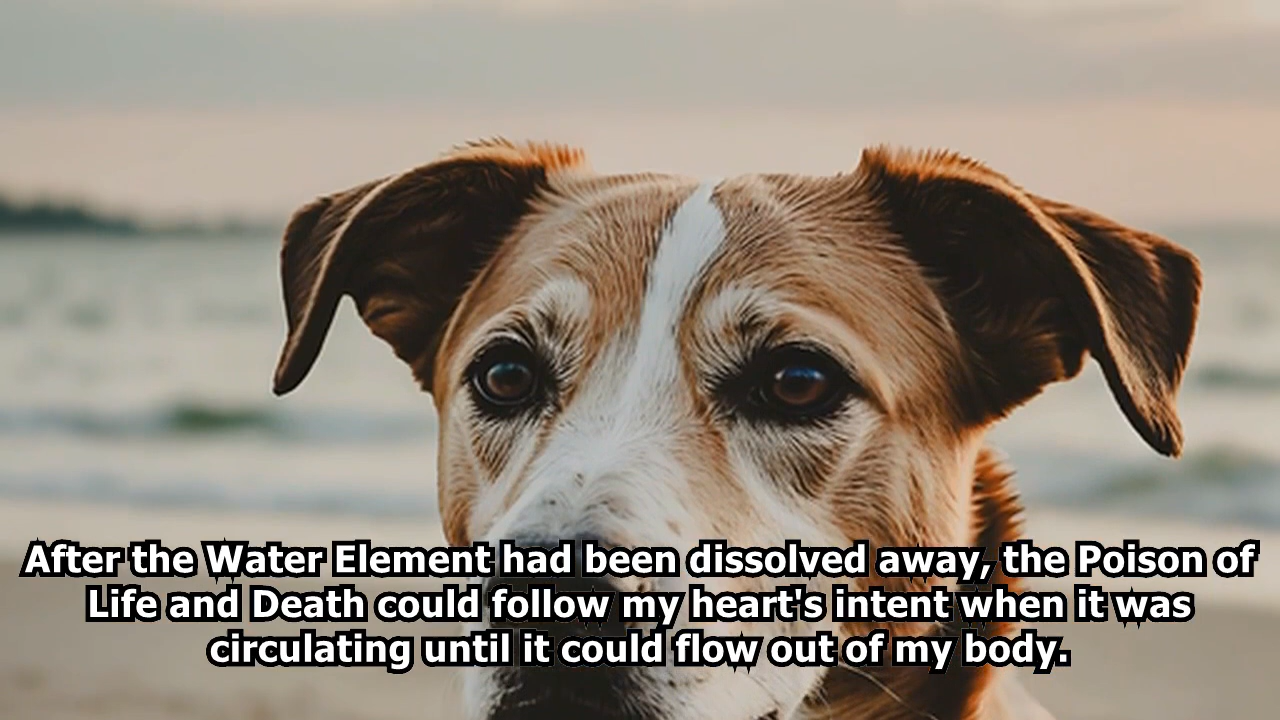 After the Water Element had been dissolved away, the Poison of
Life and Death could follow my heart's intent when it was
circulating until it could flow out of my body.